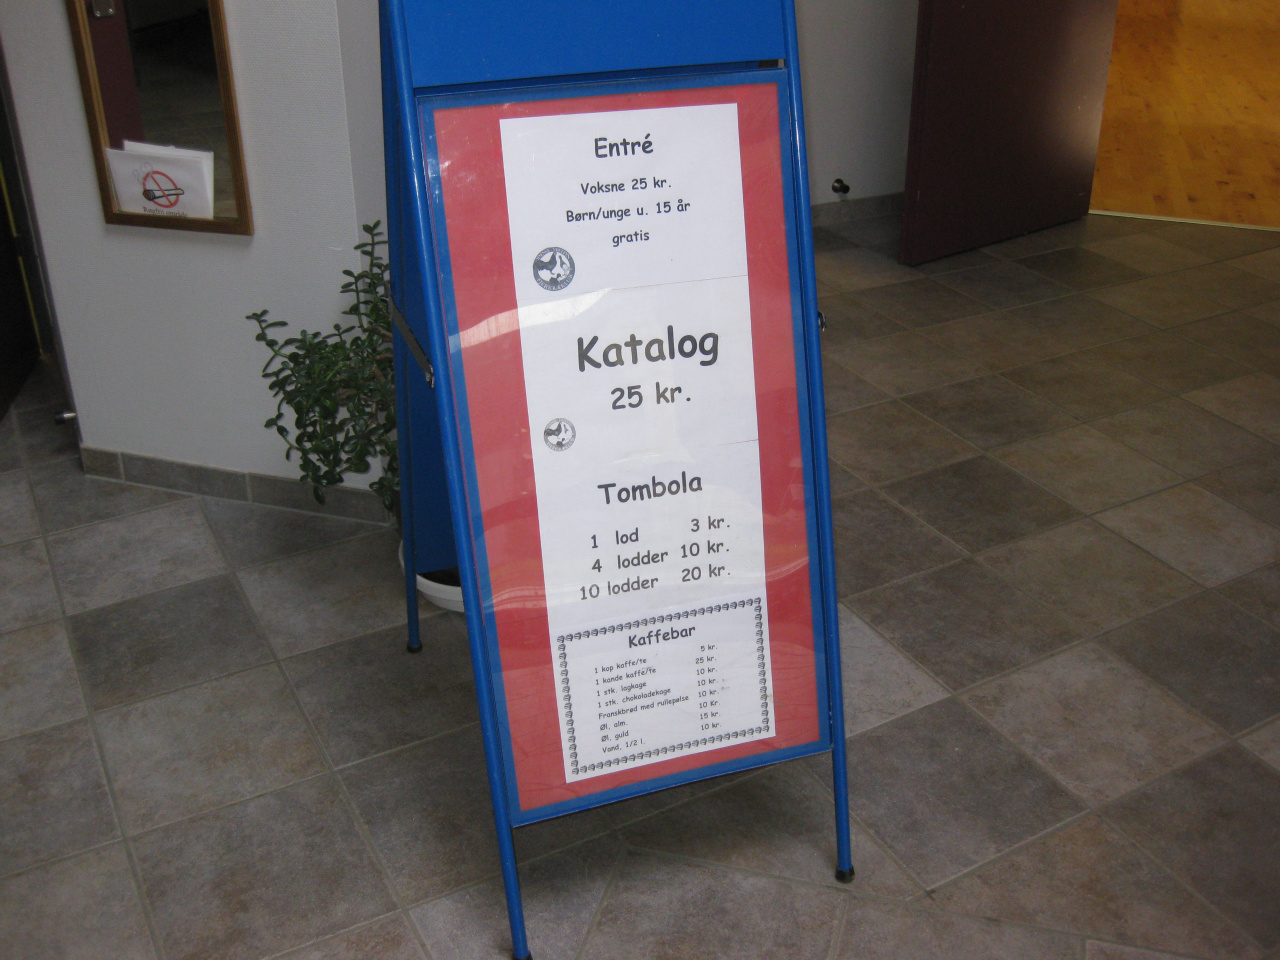 Entré
Voksne 25 kr.
Børn/unge u. 15 år
gratis
Katalog
25 kr.
Tombola
1 lod 3 kr.
4 lodder 10 kr.
10 lodder 20 kr.
Kaffebar
1 kop kaffe/te 5 kr.
1 kande kaffe/te 25 kr.
1 stk. lagkage 10 kr.
1 stk. chokoladekage 10 kr.
Franskbrød med rullepølse 10 kr.
Øl, alm. 10 Kr.
Øl, guld 15 kr.
Vand, 1/2 l. 10 kr.